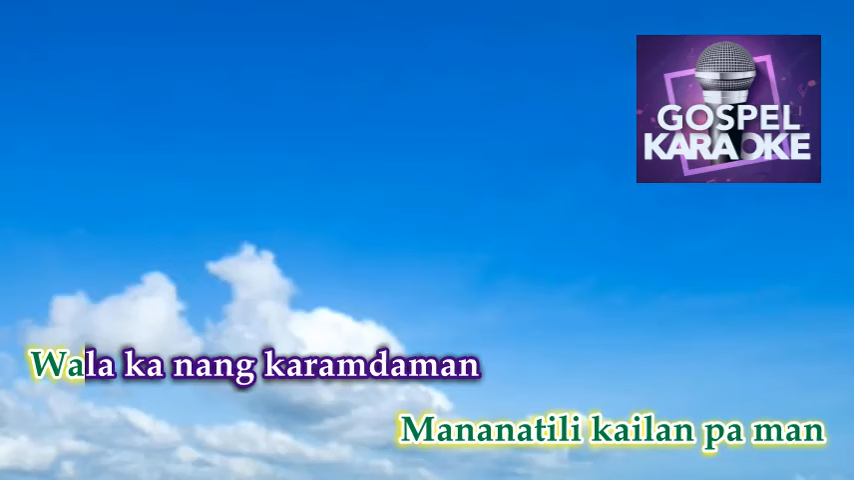 GOSPEL
KARAOKE
Wala ka nang karamdaman
Mananatili kailan pa man